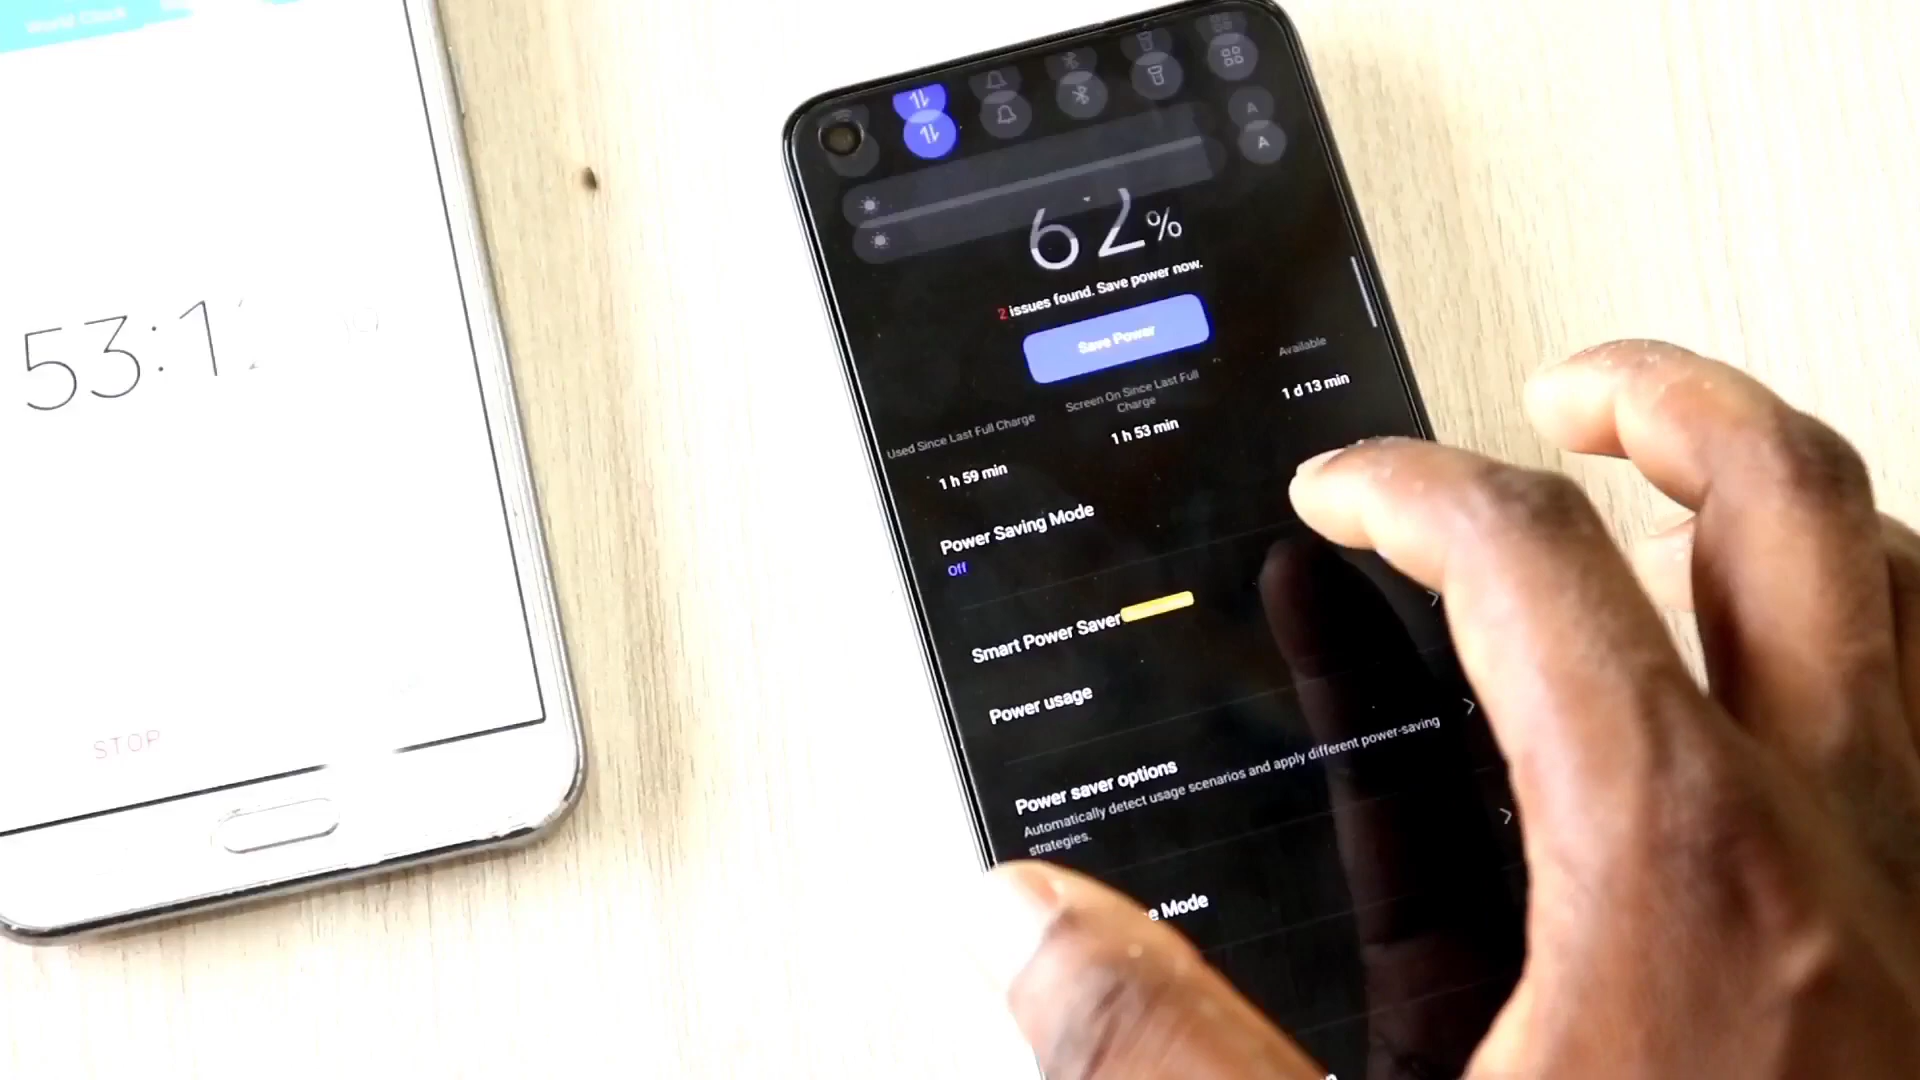 World Clock
53:1
STOP
A
A
62%
2 issues found. Save power now.
Save Power
Used Since Last Full Charge
1 h 59 min
Screen On Since Last Full
Charge
1 h 53 min
Available
1 d 13 min
Power Saving Mode
Off
Smart Power Saver
Power usage
Power saver options
Automatically detect usage scenarios and apply different power-saving
strategies.
e Mode